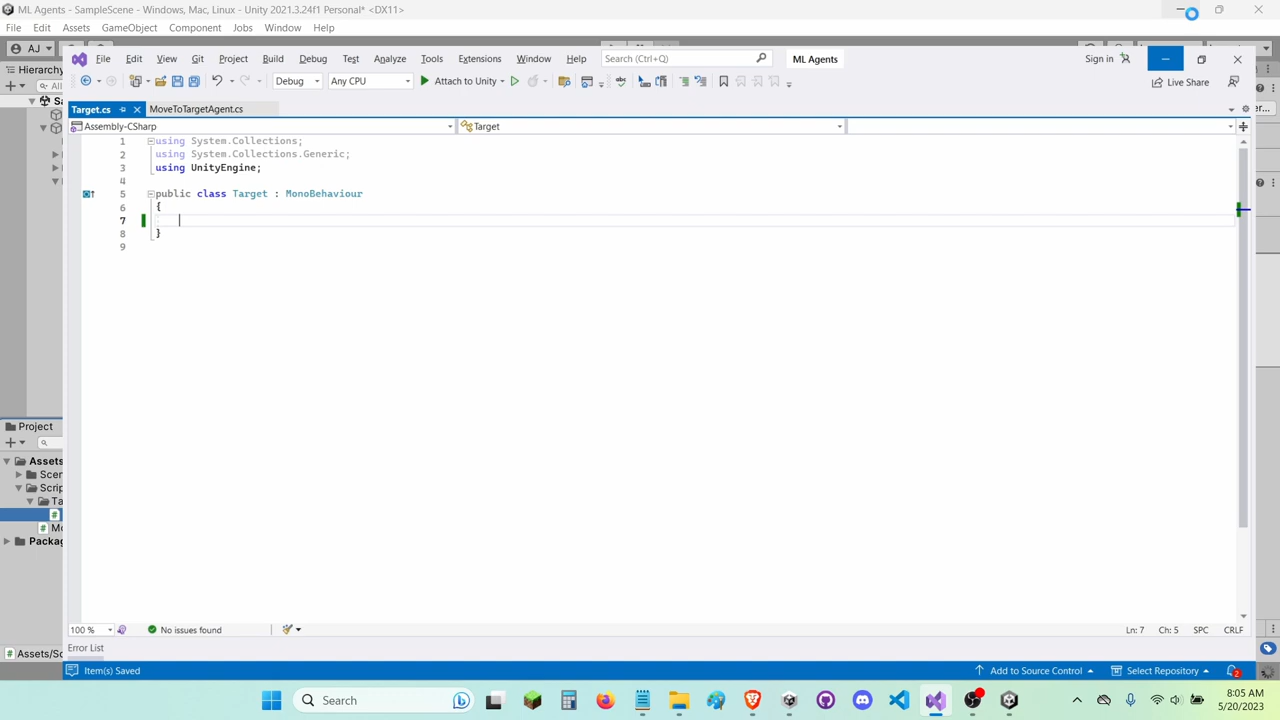 ML Agents - SampleScene - Windows, Mac, Linux - Unity 2021.3.24f1 Personal* <DX11>
File Edit Assets GameObject Component Jobs Window Help
AJ
Hierarchy
All
File Edit View Git Project Build Debug Test Analyze Tools Extensions Window Help Search (Ctrl+Q) ML Agents Sign in
Debug Any CPU Attach to Unity Live Share
Target.cs MoveToTargetAgent.cs
Assembly-CSharp Target
1 using System.Collections;
2 using System.Collections.Generic;
3 using UnityEngine;
4
5 public class Target : MonoBehaviour
6 {
7
8 }
9
Project
Assets
Scen
Scrip
Ta
Mo
Packag
100 % No issues found Ln: 7 Ch: 5 SPC CRLF
Error List
Assets/Sc
Item(s) Saved Add to Source Control Select Repository 2
Search
8:05 AM
5/20/2023